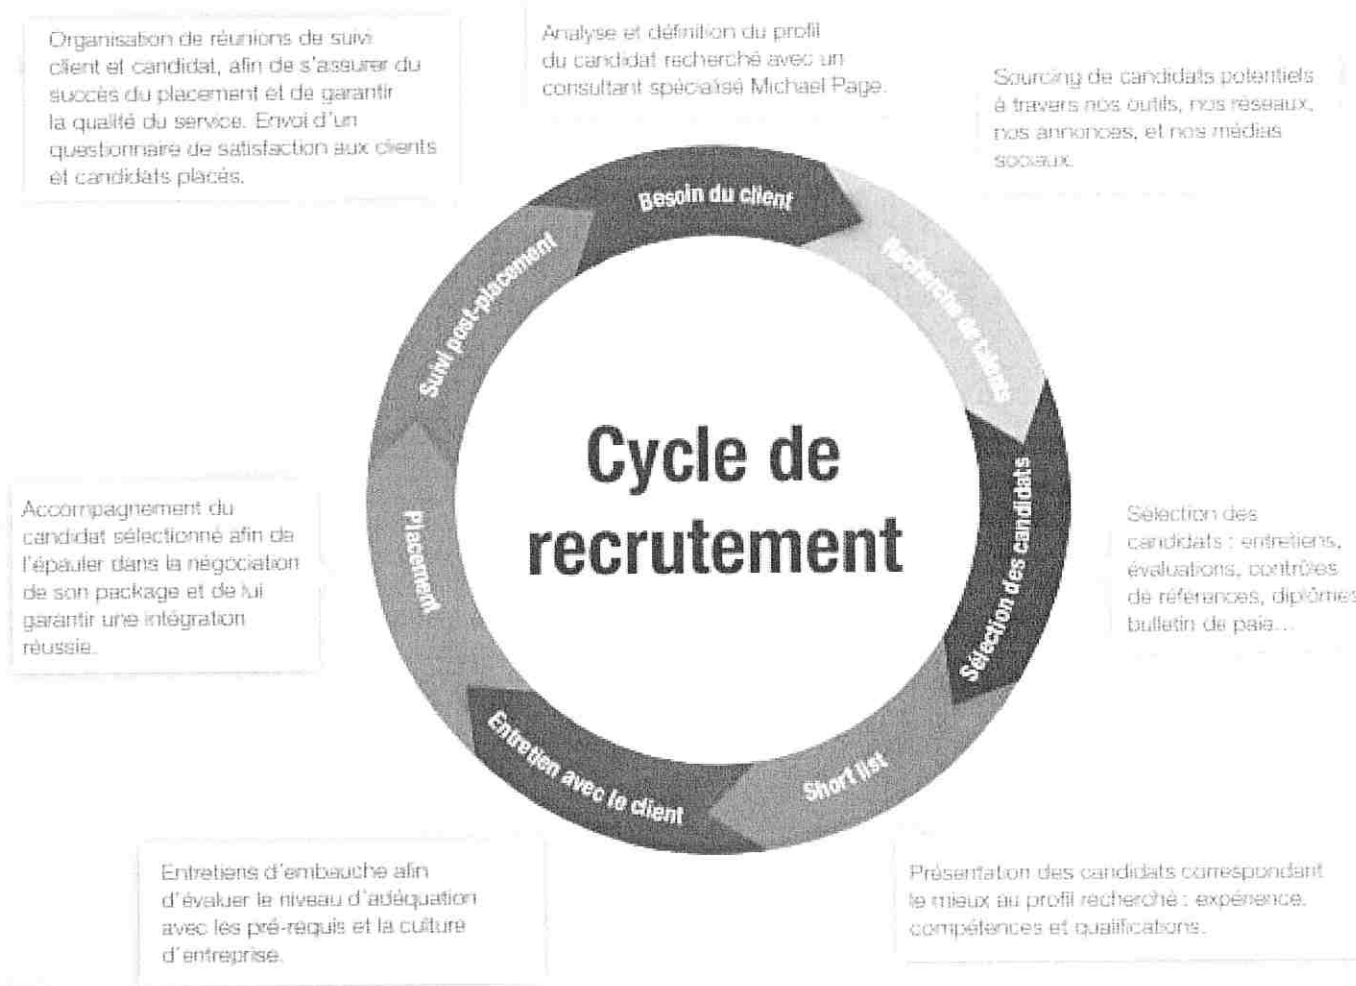 Organisation de réunions de suivi
client et candidat, afin de s'assurer du
succès du placement et de garantir
la qualité du service. Envoi d'un
questionnaire de satisfaction aux clients
et candidats placés.
Analyse et définition du profil
du candidat recherché avec un
consultant spécialisé Michael Page.
Sourcing de candidats potentiels
à travers nos outils, nos réseaux,
nos annonces, et nos médias
sociaux.
Besoin du client
Recherche de talents
Sélection des candidats
Short list
Entretien avec le client
Placement
Suivi post-placement
Cycle de
recrutement
Sélection des
candidats : entretiens,
évaluations, contrôles
de références, diplômes
bulletin de paie...
Présentation des candidats correspondant
le mieux au profil recherché : expérience,
compétences et qualifications.
Entretiens d'embauche afin
d'évaluer le niveau d'adéquation
avec les pré-requis et la culture
d'entreprise.
Accompagnement du
candidat sélectionné afin de
l'épauler dans la négociation
de son package et de lui
garantir une intégration
réussie.